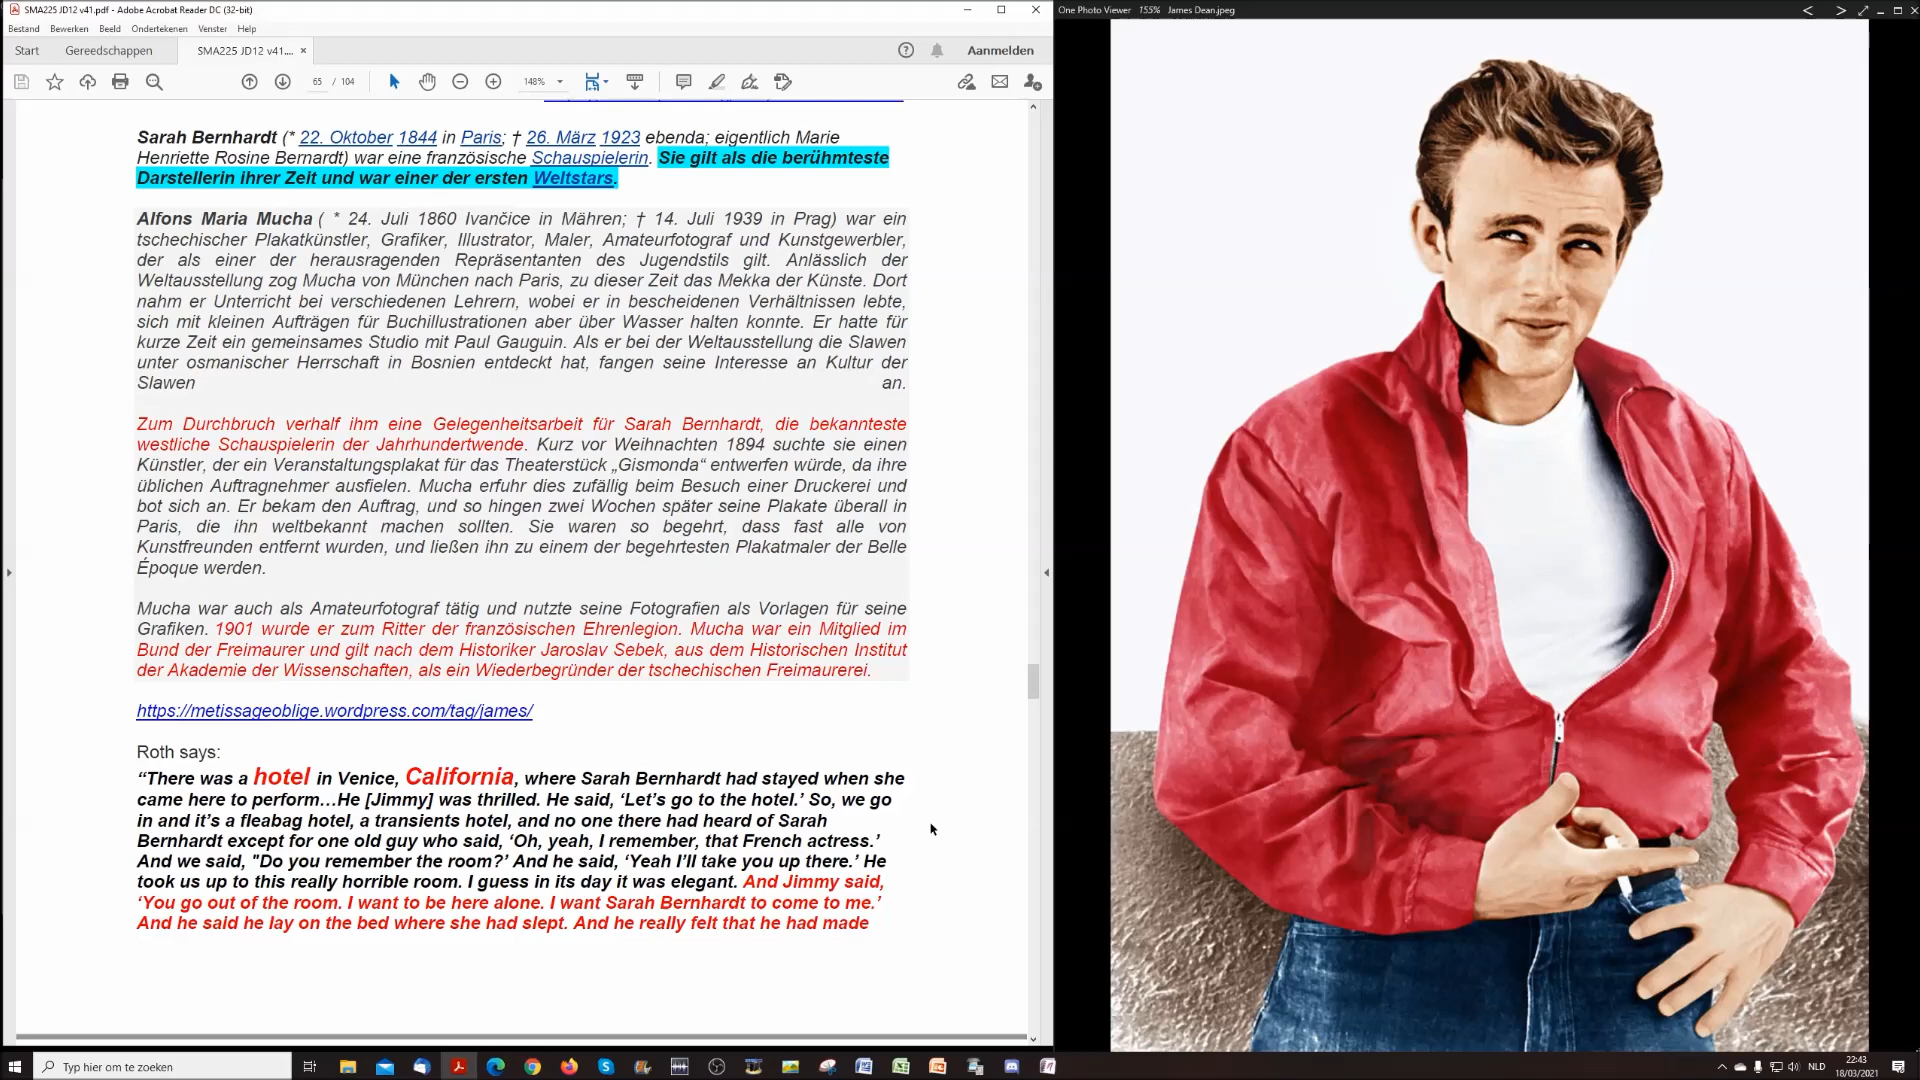 SMA225 JD12 v41.pdf - Adobe Acrobat Reader DC (32-bit)
Bestand Bewerken Beeld Ondertekenen Venster Help
Start Gereedschappen SMA225 JD12 v41....
Aanmelden
65 / 104
148%
Sarah Bernhardt (* 22. Oktober 1844 in Paris; † 26. März 1923 ebenda; eigentlich Marie
Henriette Rosine Bernardt) war eine französische Schauspielerin. Sie gilt als die berühmteste
Darstellerin ihrer Zeit und war einer der ersten Weltstars.
Alfons Maria Mucha ( * 24. Juli 1860 Ivančice in Mähren; † 14. Juli 1939 in Prag) war ein
tschechischer Plakatkünstler, Grafiker, Illustrator, Maler, Amateurfotograf und Kunstgewerbler,
der als einer der herausragenden Repräsentanten des Jugendstils gilt. Anlässlich der
Weltausstellung zog Mucha von München nach Paris, zu dieser Zeit das Mekka der Künste. Dort
nahm er Unterricht bei verschiedenen Lehrern, wobei er in bescheidenen Verhältnissen lebte,
sich mit kleinen Aufträgen für Buchillustrationen aber über Wasser halten konnte. Er hatte für
kurze Zeit ein gemeinsames Studio mit Paul Gauguin. Als er bei der Weltausstellung die Slawen
unter osmanischer Herrschaft in Bosnien entdeckt hat, fangen seine Interesse an Kultur der
Slawen an.
Zum Durchbruch verhalf ihm eine Gelegenheitsarbeit für Sarah Bernhardt, die bekannteste
westliche Schauspielerin der Jahrhundertwende. Kurz vor Weihnachten 1894 suchte sie einen
Künstler, der ein Veranstaltungsplakat für das Theaterstück „Gismonda“ entwerfen würde, da ihre
üblichen Auftragnehmer ausfielen. Mucha erfuhr dies zufällig beim Besuch einer Druckerei und
bot sich an. Er bekam den Auftrag, und so hingen zwei Wochen später seine Plakate überall in
Paris, die ihn weltbekannt machen sollten. Sie waren so begehrt, dass fast alle von
Kunstfreunden entfernt wurden, und ließen ihn zu einem der begehrtesten Plakatmaler der Belle
Époque werden.
Mucha war auch als Amateurfotograf tätig und nutzte seine Fotografien als Vorlagen für seine
Grafiken. 1901 wurde er zum Ritter der französischen Ehrenlegion. Mucha war ein Mitglied im
Bund der Freimaurer und gilt nach dem Historiker Jaroslav Sebek, aus dem Historischen Institut
der Akademie der Wissenschaften, als ein Wiederbegründer der tschechischen Freimaurerei.
https://metissageoblige.wordpress.com/tag/james/
Roth says:
“There was a hotel in Venice, California, where Sarah Bernhardt had stayed when she
came here to perform…He [Jimmy] was thrilled. He said, ‘Let’s go to the hotel.’ So, we go
in and it’s a fleabag hotel, a transients hotel, and no one there had heard of Sarah
Bernhardt except for one old guy who said, ‘Oh, yeah, I remember, that French actress.’
And we said, "Do you remember the room?’ And he said, ‘Yeah I’ll take you up there.’ He
took us up to this really horrible room. I guess in its day it was elegant. And Jimmy said,
‘You go out of the room. I want to be here alone. I want Sarah Bernhardt to come to me.’
And he said he lay on the bed where she had slept. And he really felt that he had made
One Photo Viewer 155% James Dean.jpeg
Typ hier om te zoeken
NLD
22:43
18/03/2021